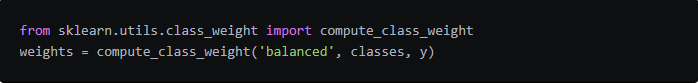 from sklearn.utils.class_weight import compute_class_weight
weights = compute_class_weight('balanced', classes, y)